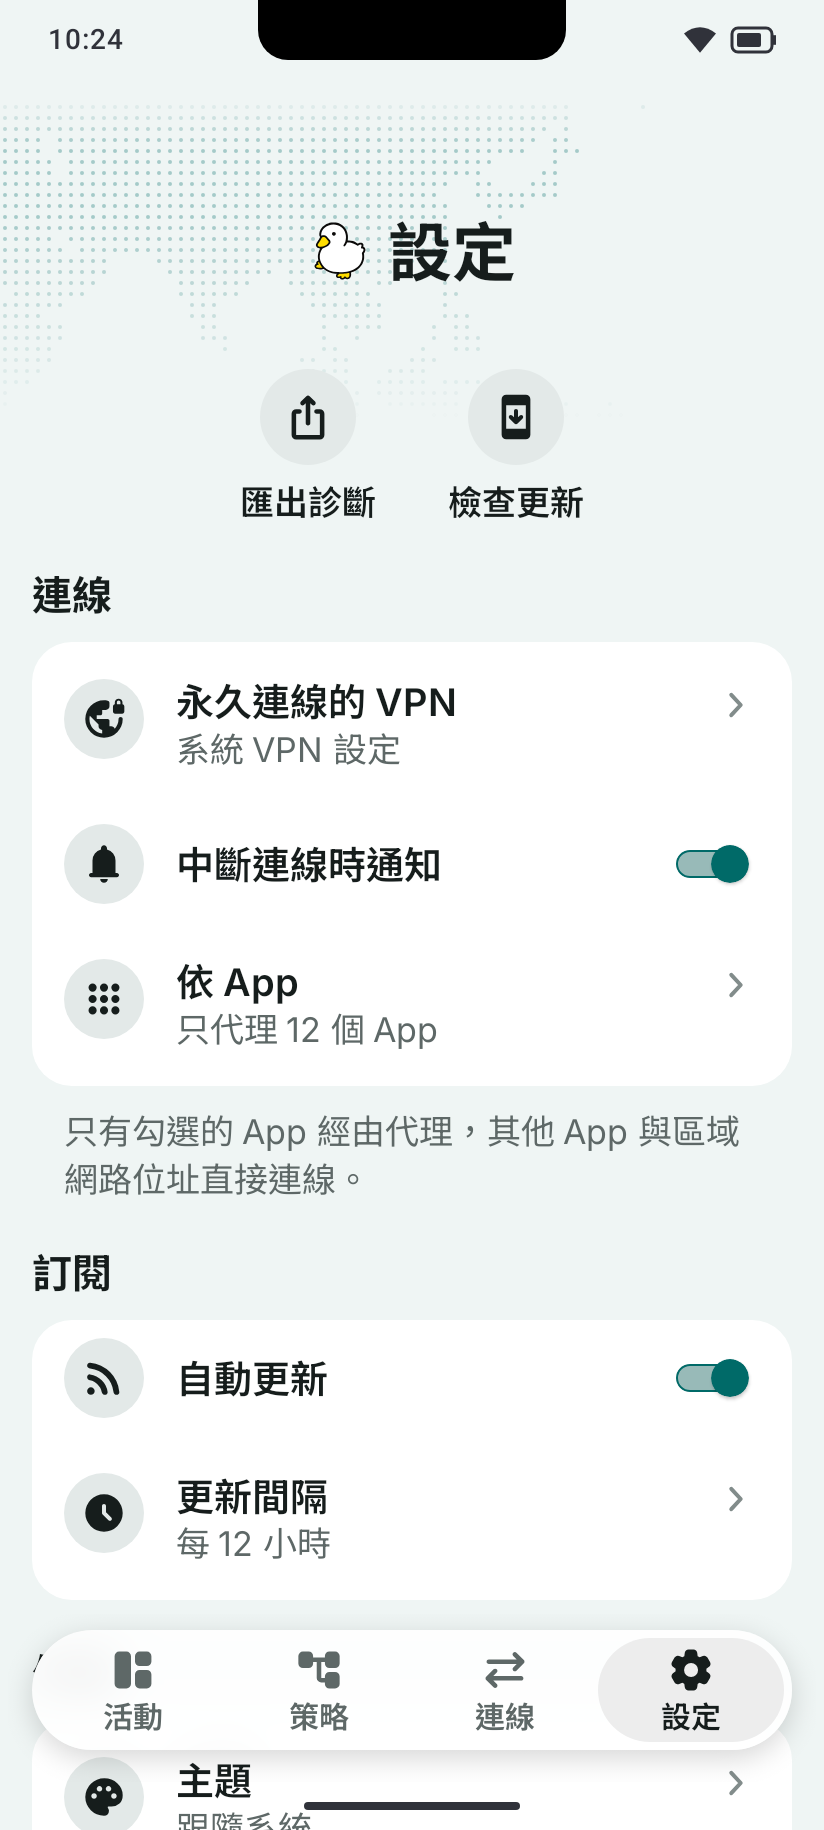 10:24
設定
匯出診斷
檢查更新
連線
永久連線的 VPN
系統 VPN 設定
中斷連線時通知
依 App
只代理 12 個 App
只有勾選的 App 經由代理，其他 App 與區域
網路位址直接連線。
訂閱
自動更新
更新間隔
每 12 小時
活動
策略
連線
設定
主題
跟隨系統